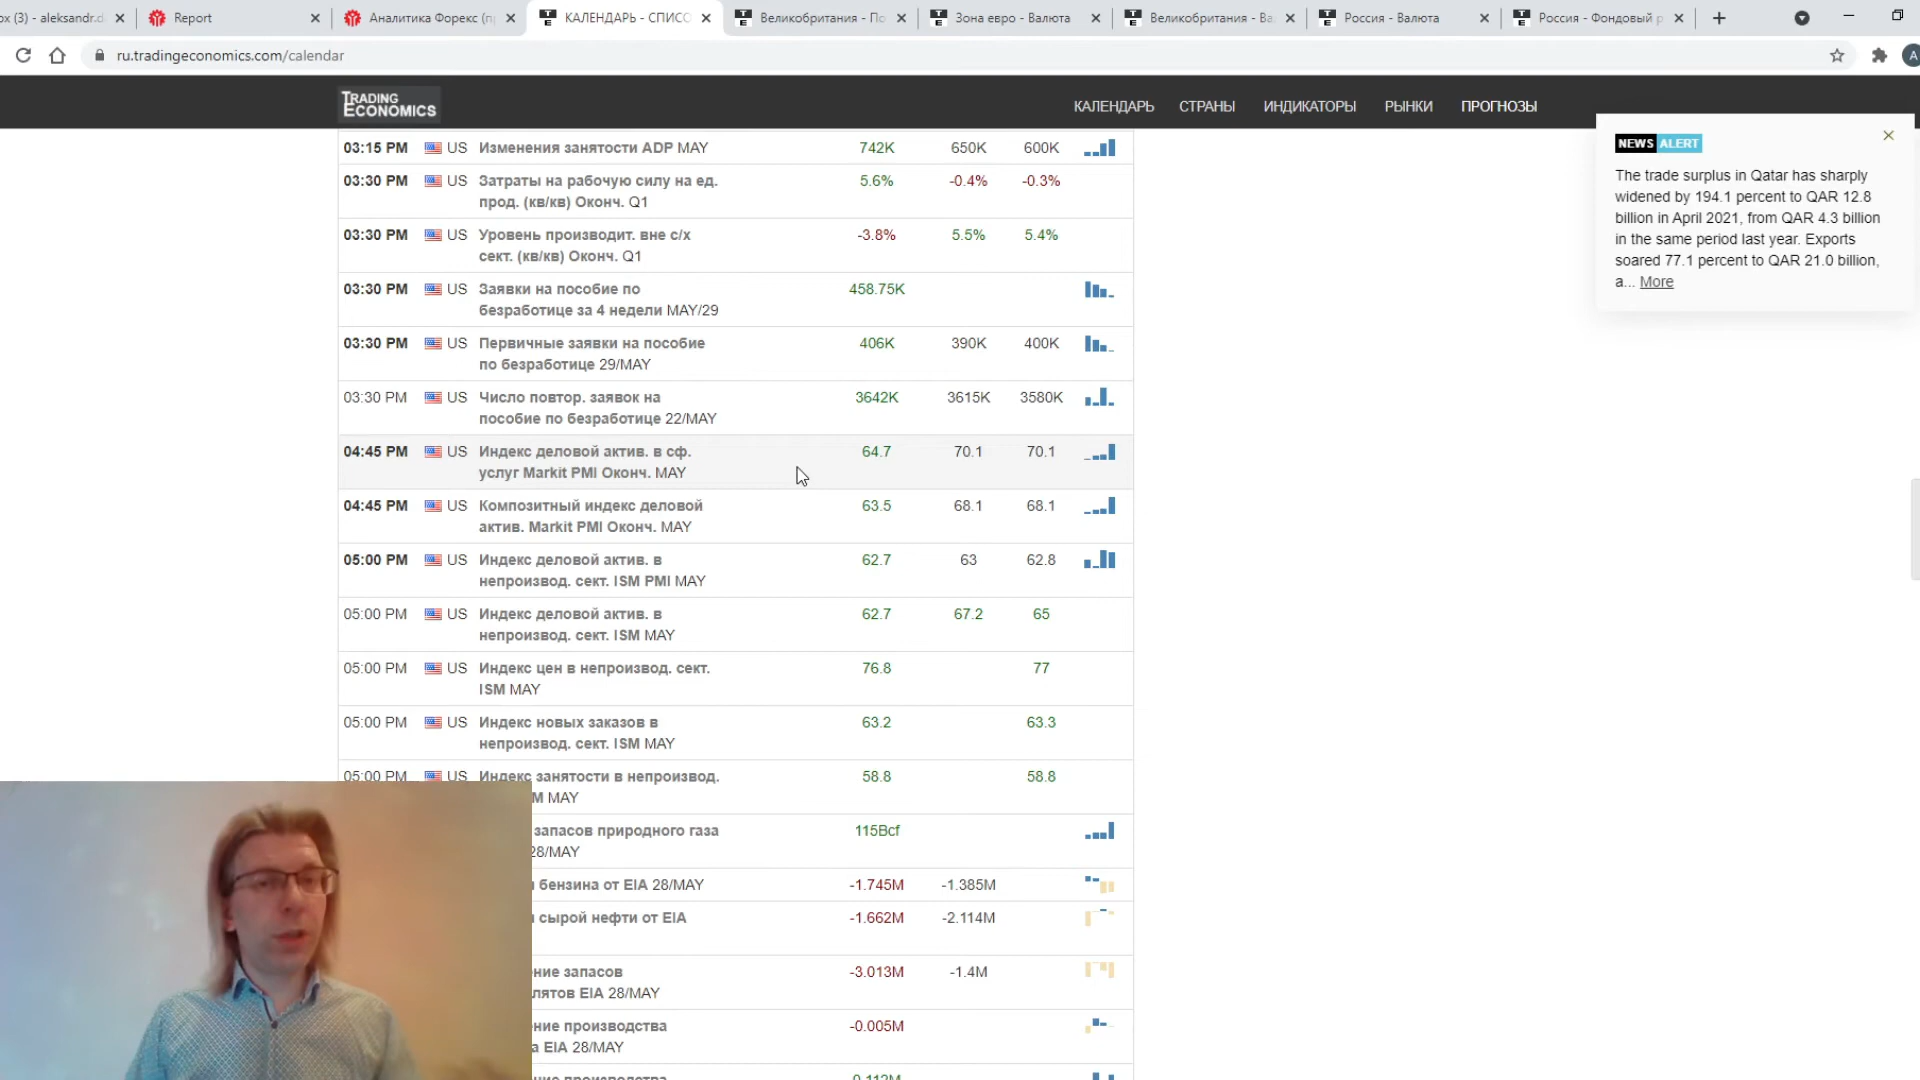 ox (3) - aleksandr.d
Report
Аналитика Форекс (п
КАЛЕНДАРЬ - СПИСО
Великобритания - По
Зона евро - Валюта
Великобритания - Ва
Россия - Валюта
Россия - Фондовый р
ru.tradingeconomics.com/calendar
A
TRADING
ECONOMICS
КАЛЕНДАРЬ СТРАНЫ ИНДИКАТОРЫ РЫНКИ ПРОГНОЗЫ
NEWS ALERT
The trade surplus in Qatar has sharply
widened by 194.1 percent to QAR 12.8
billion in April 2021, from QAR 4.3 billion
in the same period last year. Exports
soared 77.1 percent to QAR 21.0 billion,
a... More
03:15 PM US Изменения занятости ADP MAY 742K 650K 600K
03:30 PM US Затраты на рабочую силу на ед. 5.6% -0.4% -0.3%
прод. (кв/кв) Оконч. Q1
03:30 PM US Уровень производит. вне с/х -3.8% 5.5% 5.4%
сект. (кв/кв) Оконч. Q1
03:30 PM US Заявки на пособие по 458.75K
безработице за 4 недели MAY/29
03:30 PM US Первичные заявки на пособие 406K 390K 400K
по безработице 29/MAY
03:30 PM US Число повтор. заявок на 3642K 3615K 3580K
пособие по безработице 22/MAY
04:45 PM US Индекс деловой актив. в сф. 64.7 70.1 70.1
услуг Markit PMI Оконч. MAY
04:45 PM US Композитный индекс деловой 63.5 68.1 68.1
актив. Markit PMI Оконч. MAY
05:00 PM US Индекс деловой актив. в 62.7 63 62.8
непроизвод. сект. ISM PMI MAY
05:00 PM US Индекс деловой актив. в 62.7 67.2 65
непроизвод. сект. ISM MAY
05:00 PM US Индекс цен в непроизвод. сект. 76.8 77
ISM MAY
05:00 PM US Индекс новых заказов в 63.2 63.3
непроизвод. сект. ISM MAY
05:00 PM US Индекс занятости в непроизвод. 58.8 58.8
M MAY
запасов природного газа 115Bcf
28/MAY
бензина от EIA 28/MAY -1.745M -1.385M
сырой нефти от EIA -1.662M -2.114M
ние запасов -3.013M -1.4M
лятов EIA 28/MAY
ние производства -0.005M
а EIA 28/MAY